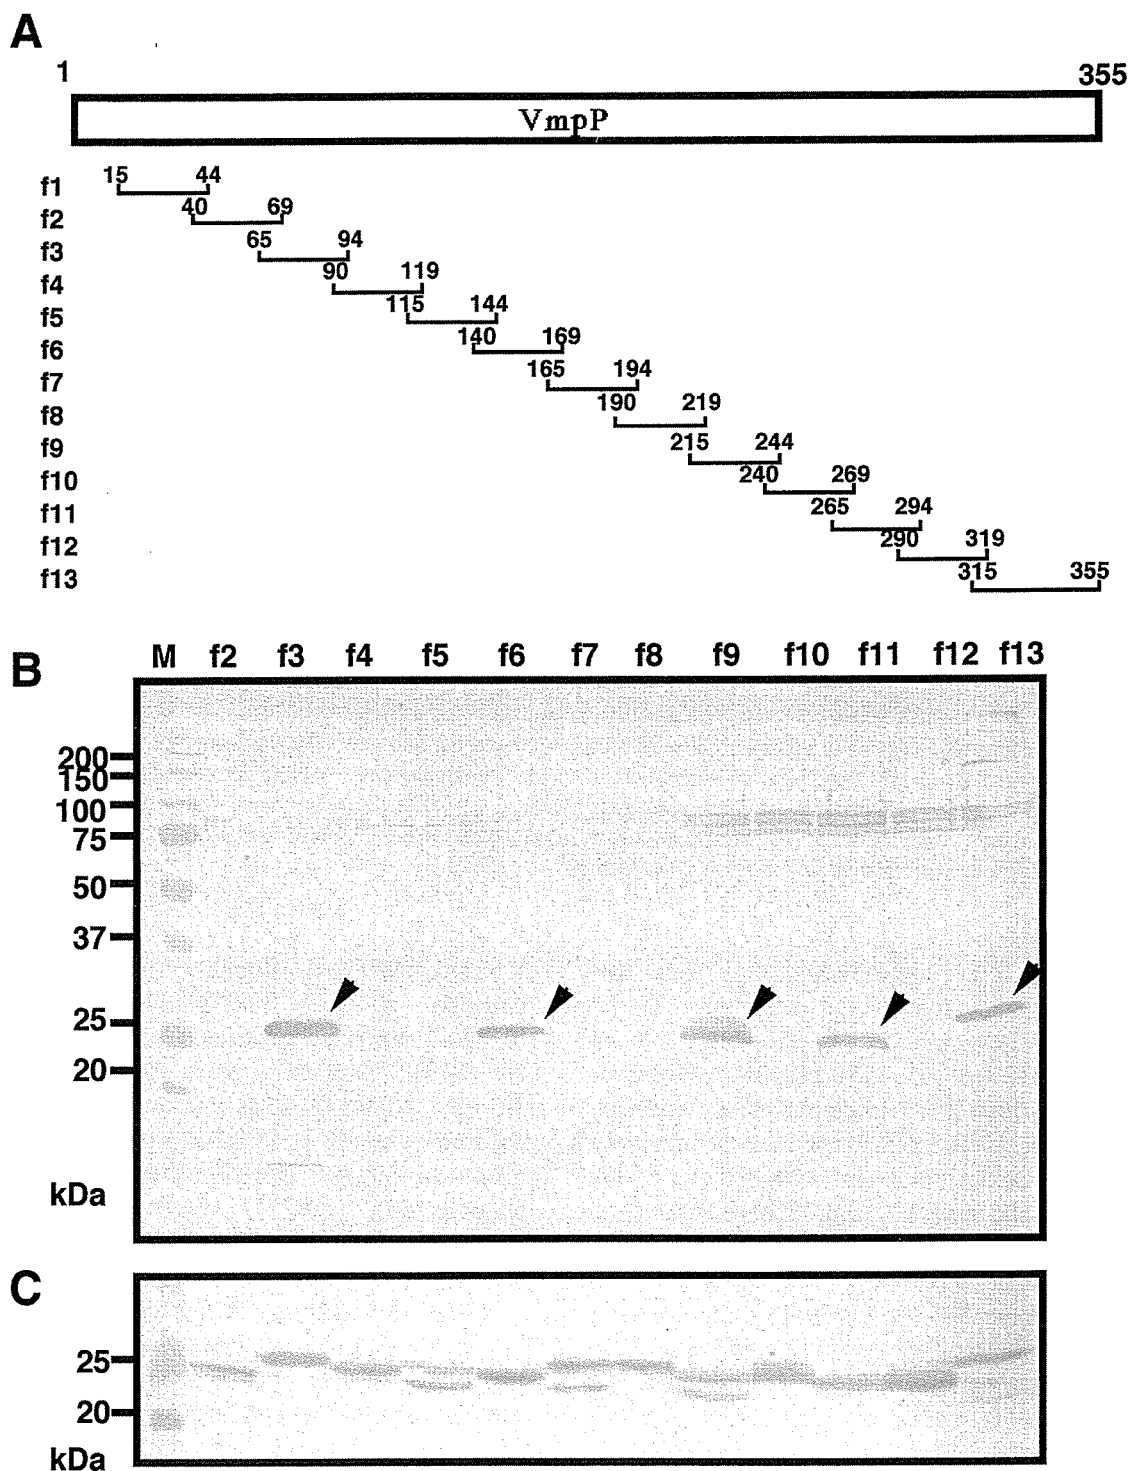 A
1 355
VmpP
f1 15 44
f2 40 69
f3 65 94
f4 90 119
f5 115 144
f6 140 169
f7 165 194
f8 190 219
f9 215 244
f10 240 269
f11 265 294
f12 290 319
f13 315 355
B M f2 f3 f4 f5 f6 f7 f8 f9 f10 f11 f12 f13
200
150
100
75
50
37
25
20
kDa
C
25
20
kDa